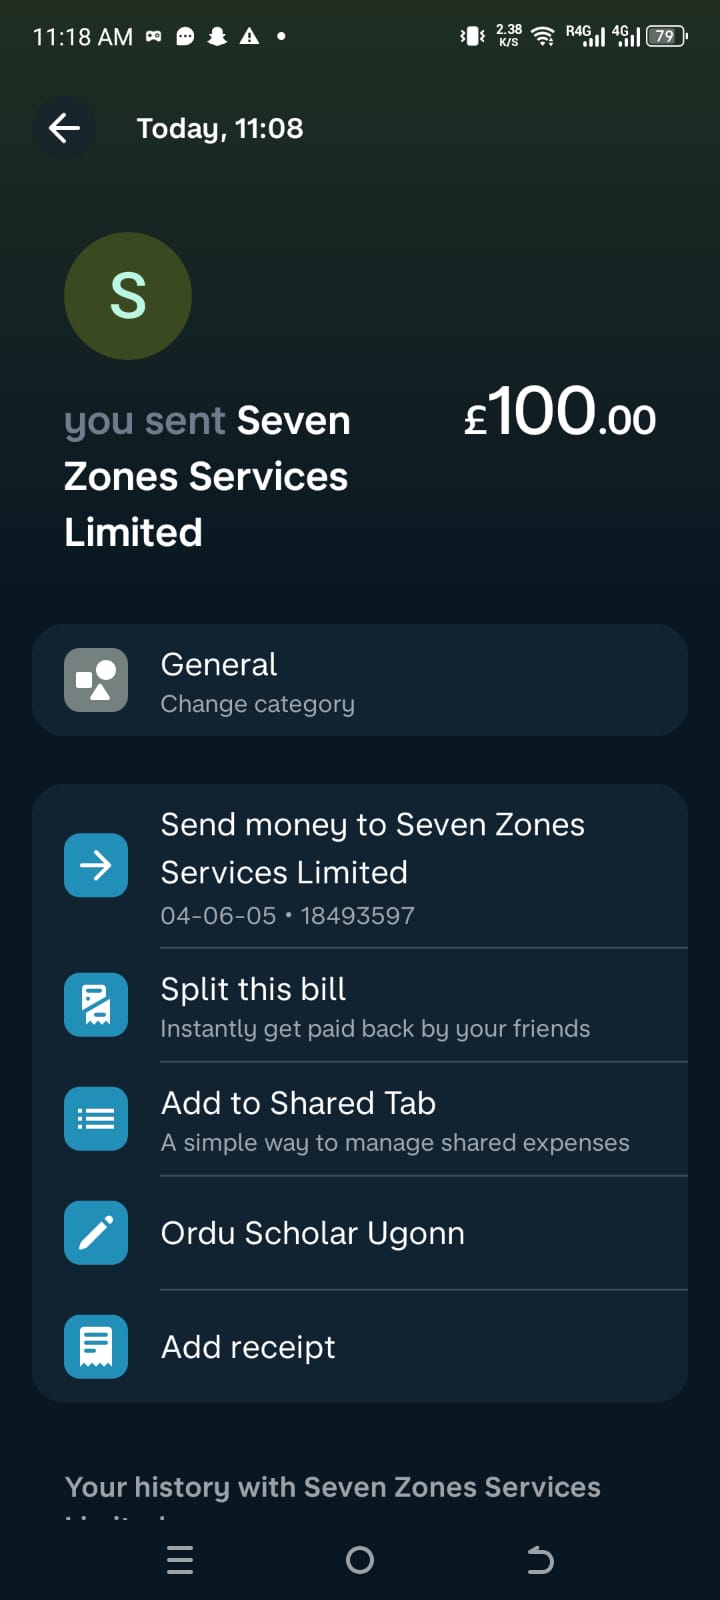 11:18 AM
2.38 K/S R4G 4G 79
Today, 11:08
S
you sent Seven
Zones Services
Limited
£100.00
General
Change category
Send money to Seven Zones
Services Limited
04-06-05 • 18493597
Split this bill
Instantly get paid back by your friends
Add to Shared Tab
A simple way to manage shared expenses
Ordu Scholar Ugonn
Add receipt
Your history with Seven Zones Services